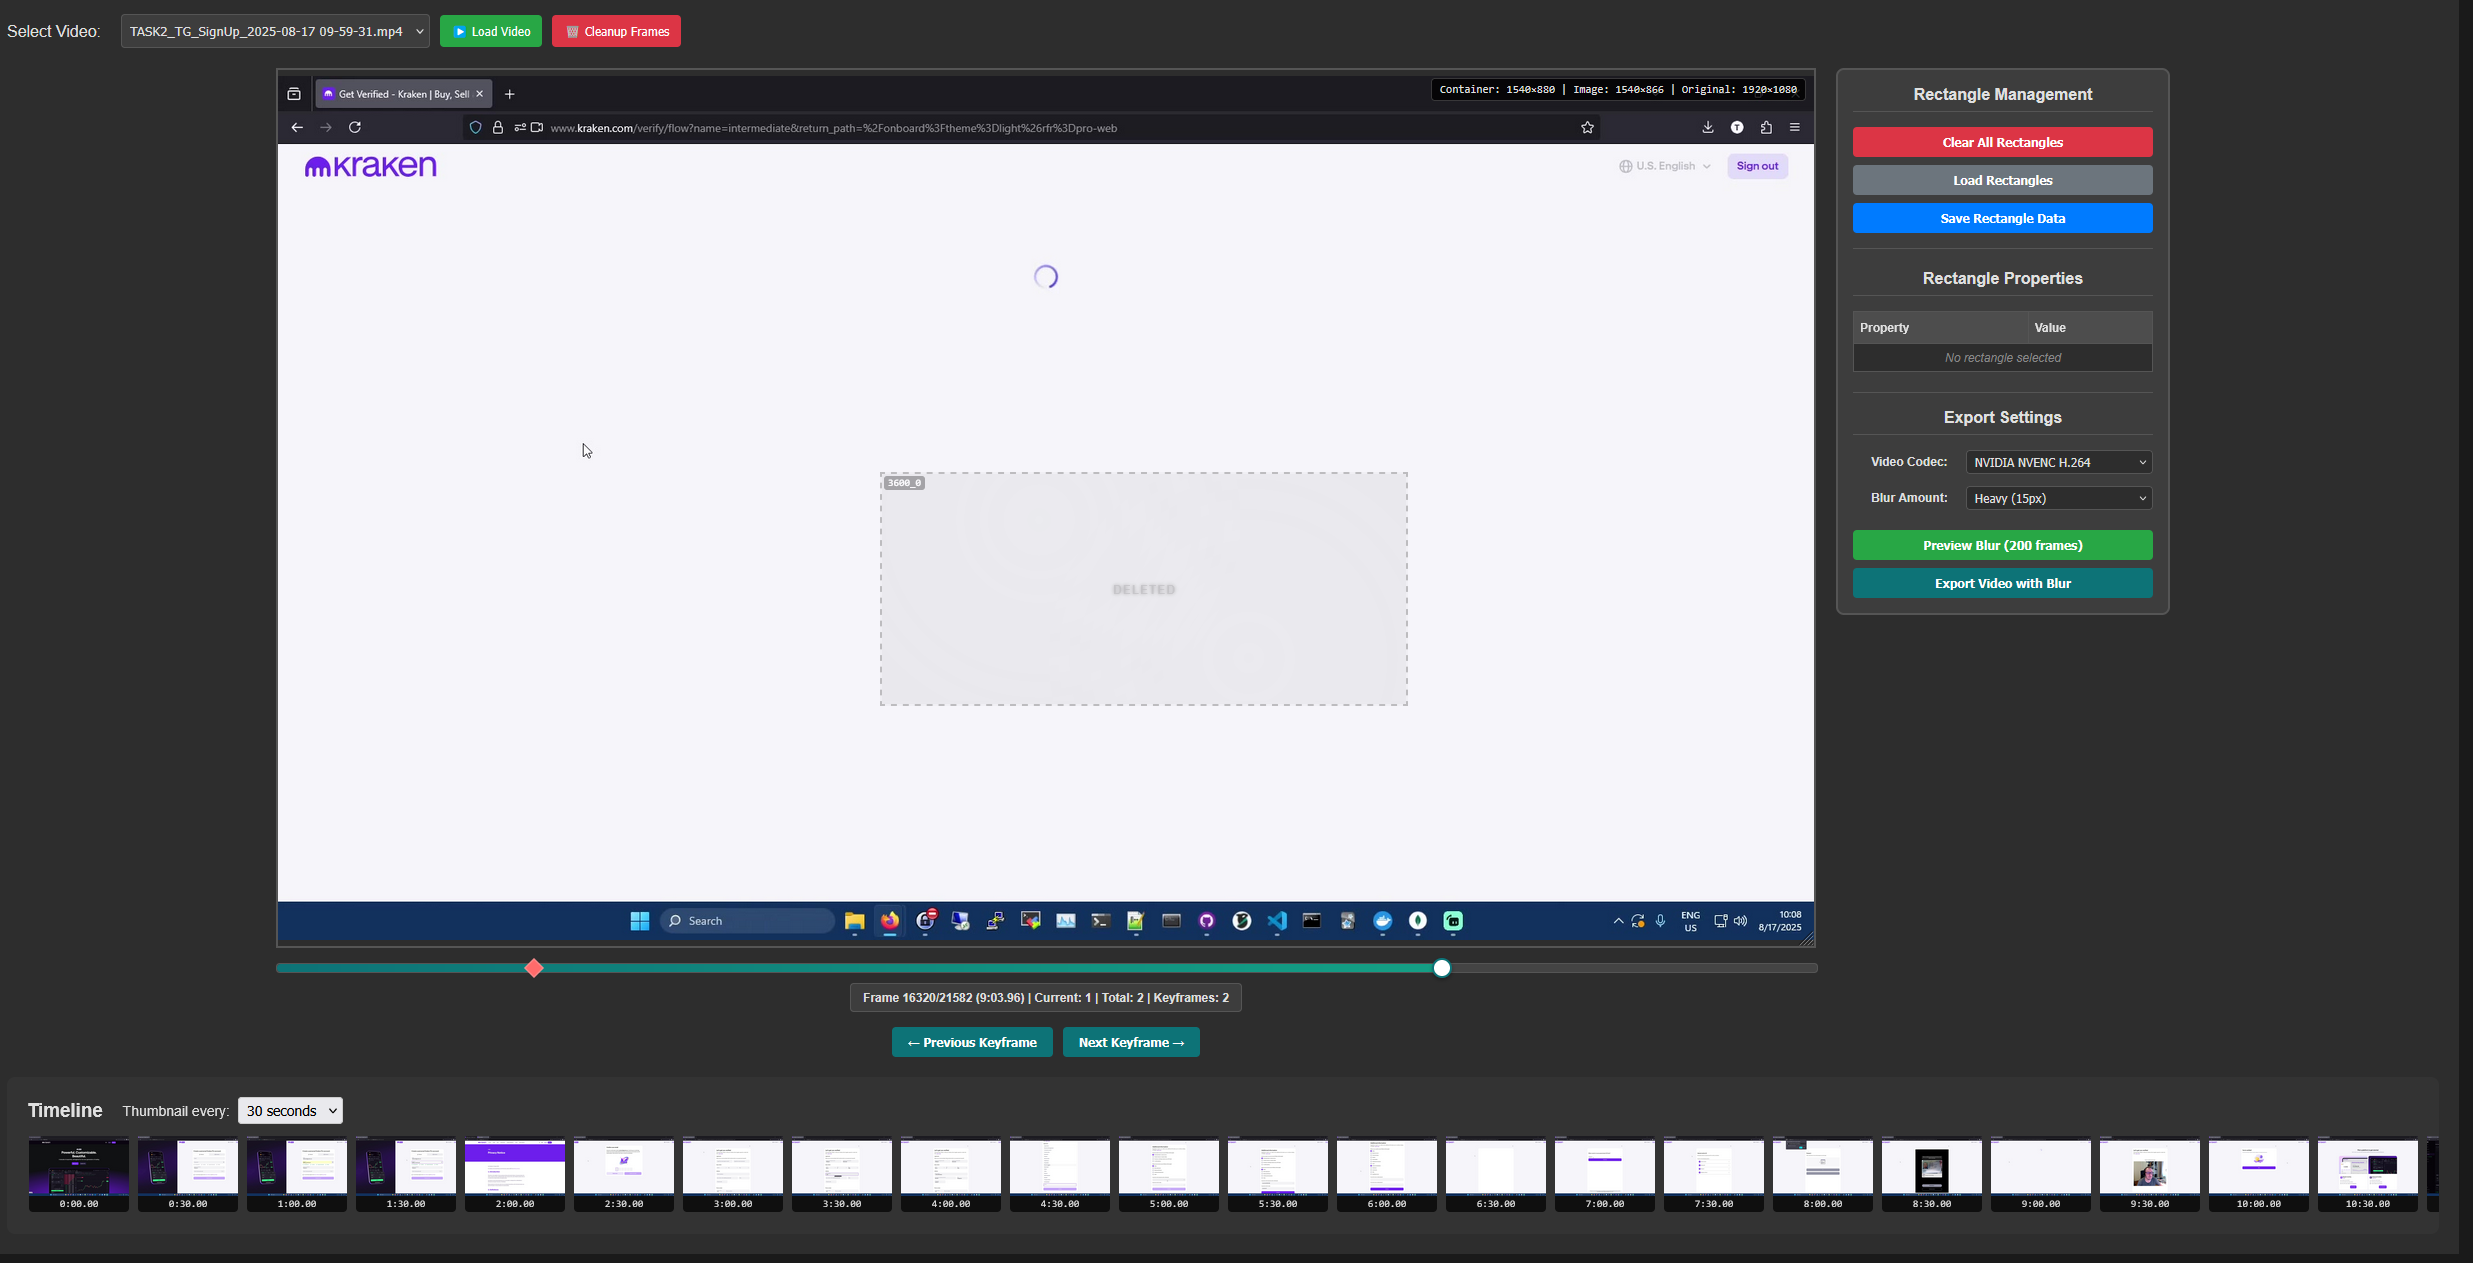 Select Video:
TASK2_TG_SignUp_2025-08-17 09-59-31.mp4
Load Video
Cleanup Frames
Get Verified - Kraken | Buy, Sell
Container: 1540×880 | Image: 1540×866 | Original: 1920×1080
www.kraken.com/verify/flow?name=intermediate&return_path=%2Fonboard%3Ftheme%3Dlight%26rfr%3Dpro-web
kraken
U.S. English
Sign out
3600_0
DELETED
Search
ENG
US
10:08
8/17/2025
Rectangle Management
Clear All Rectangles
Load Rectangles
Save Rectangle Data
Rectangle Properties
Property Value
No rectangle selected
Export Settings
Video Codec: NVIDIA NVENC H.264
Blur Amount: Heavy (15px)
Preview Blur (200 frames)
Export Video with Blur
Frame 16320/21582 (9:03.96) | Current: 1 | Total: 2 | Keyframes: 2
← Previous Keyframe
Next Keyframe →
Timeline
Thumbnail every: 30 seconds
0:00.00
0:30.00
1:00.00
1:30.00
2:00.00
2:30.00
3:00.00
3:30.00
4:00.00
4:30.00
5:00.00
5:30.00
6:00.00
6:30.00
7:00.00
7:30.00
8:00.00
8:30.00
9:00.00
9:30.00
10:00.00
10:30.00